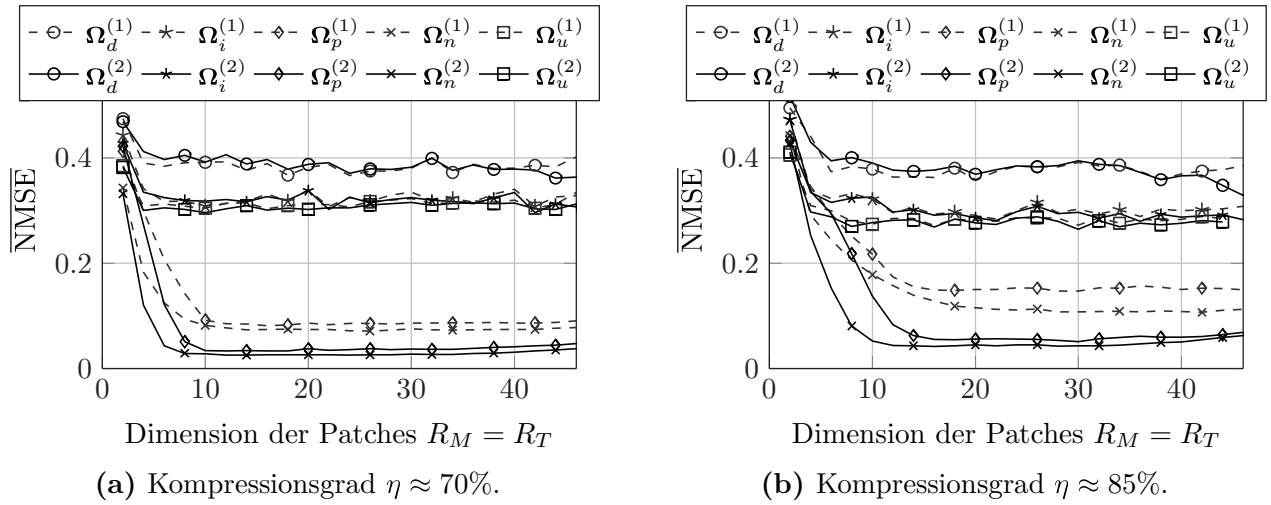 Ω_d^(1) Ω_i^(1) Ω_p^(1) Ω_n^(1) Ω_u^(1)
Ω_d^(2) Ω_i^(2) Ω_p^(2) Ω_n^(2) Ω_u^(2)
0.4
0.2
0
NMSE
0 10 20 30 40
Dimension der Patches R_M = R_T
(a) Kompressionsgrad η ≈ 70%.
Ω_d^(1) Ω_i^(1) Ω_p^(1) Ω_n^(1) Ω_u^(1)
Ω_d^(2) Ω_i^(2) Ω_p^(2) Ω_n^(2) Ω_u^(2)
0.4
0.2
0
NMSE
0 10 20 30 40
Dimension der Patches R_M = R_T
(b) Kompressionsgrad η ≈ 85%.